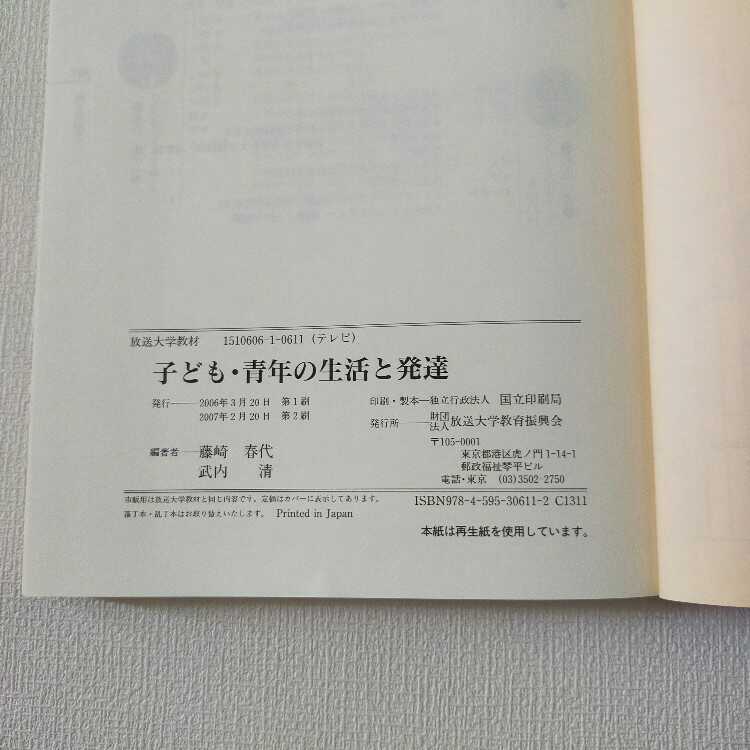 放送大学教材 1510606-1-0611（テレビ）
子ども・青年の生活と発達
発行――2006年3月20日 第1刷
2007年2月20日 第2刷
編著者―藤崎 春代
武内 清
印刷・製本―独立行政法人 国立印刷局
発行所――財団法人放送大学教育振興会
〒105-0001
東京都港区虎ノ門1-14-1
郵政福祉琴平ビル
電話・東京 (03)3502-2750
市販用は放送大学教材と同じ内容です。定価はカバーに表示してあります。
落丁本・乱丁本はお取り替えいたします。 Printed in Japan
ISBN978-4-595-30611-2 C1311
本紙は再生紙を使用しています。